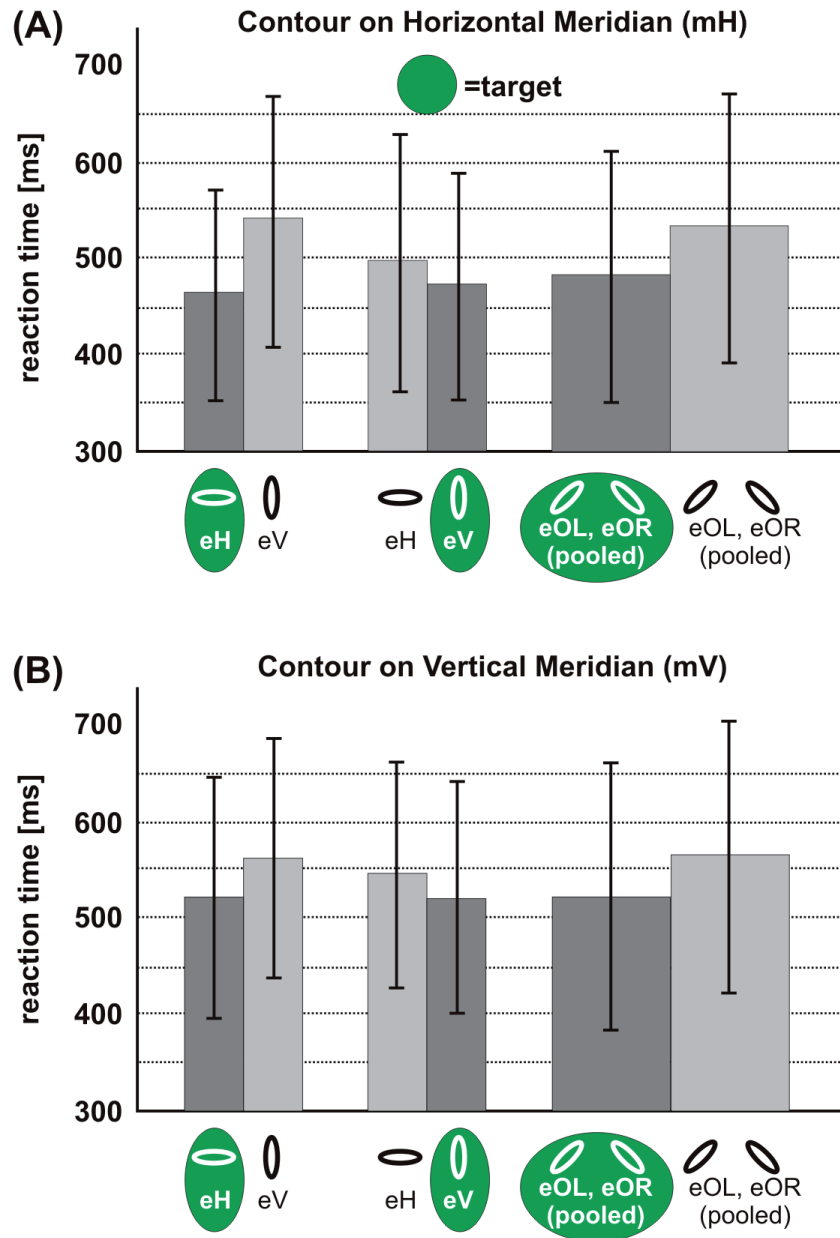 (A) Contour on Horizontal Meridian (mH)
=target
reaction time [ms]
700
600
500
400
300
eH
eV
eH
eV
eOL, eOR
(pooled)
eOL, eOR
(pooled)
(B) Contour on Vertical Meridian (mV)
reaction time [ms]
700
600
500
400
300
eH
eV
eH
eV
eOL, eOR
(pooled)
eOL, eOR
(pooled)